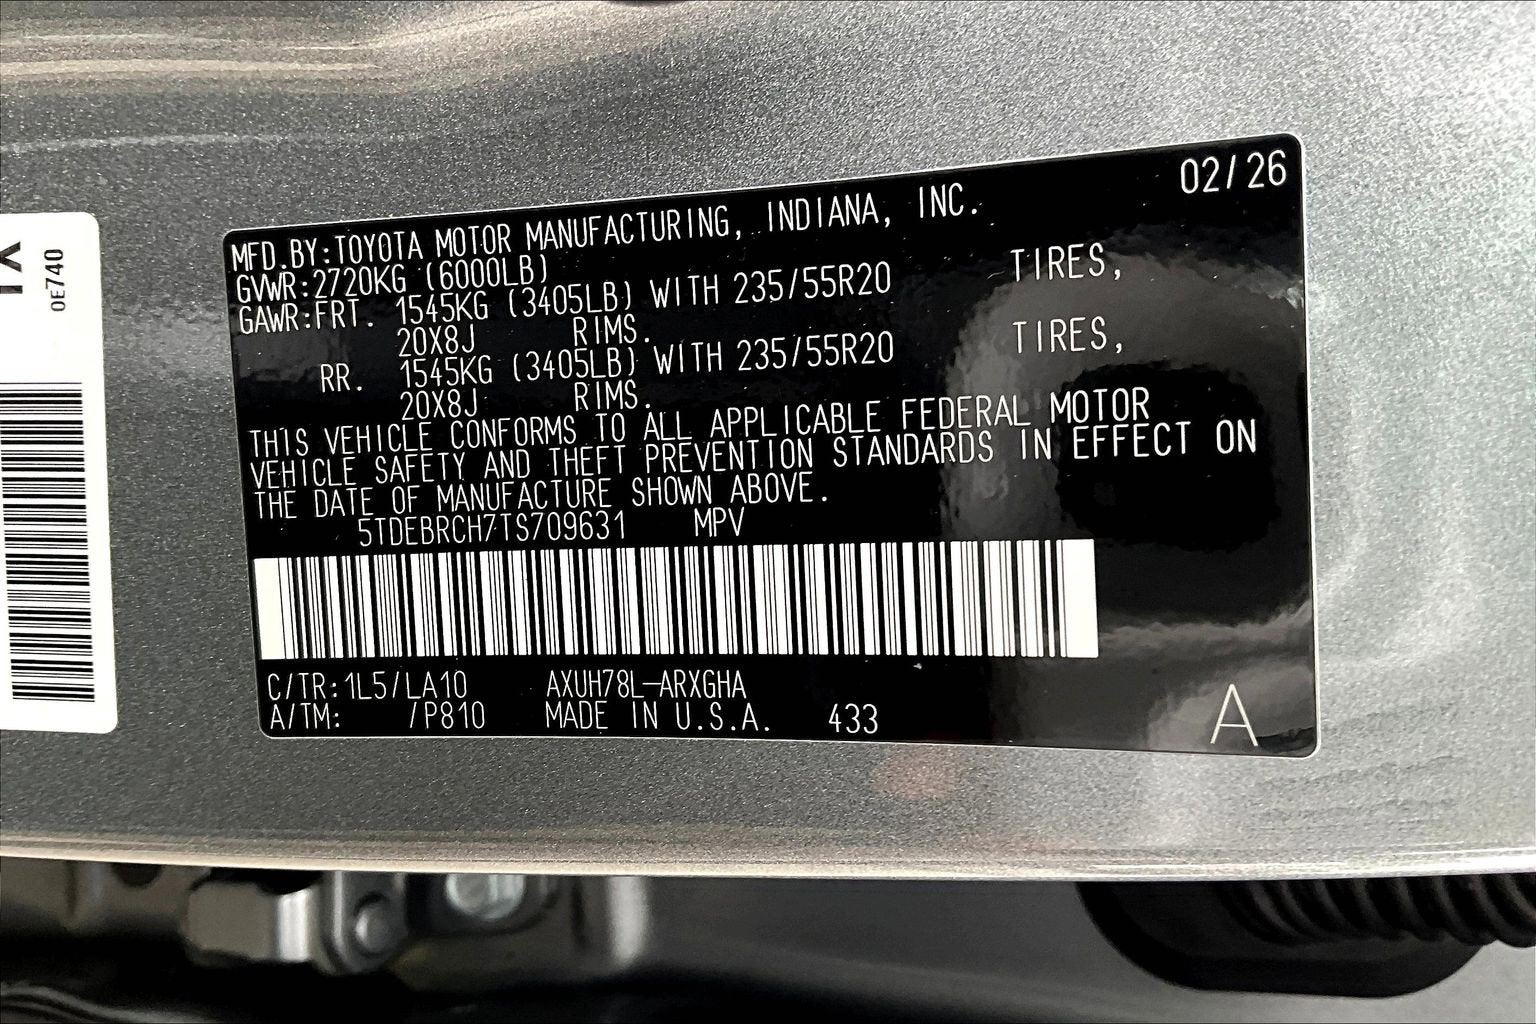 02/26
MFD.BY:TOYOTA MOTOR MANUFACTURING, INDIANA, INC.
GVWR:2720KG (6000LB)
GAWR:FRT. 1545KG (3405LB) WITH 235/55R20 TIRES,
20X8J RIMS.
RR. 1545KG (3405LB) WITH 235/55R20 TIRES,
20X8J RIMS.
THIS VEHICLE CONFORMS TO ALL APPLICABLE FEDERAL MOTOR
VEHICLE SAFETY AND THEFT PREVENTION STANDARDS IN EFFECT ON
THE DATE OF MANUFACTURE SHOWN ABOVE.
5TDEBRCH7TS709631 MPV
C/TR:1L5/LA10 AXUH78L-ARXGHA
A/TM: /P810 MADE IN U.S.A. 433
A
0E740